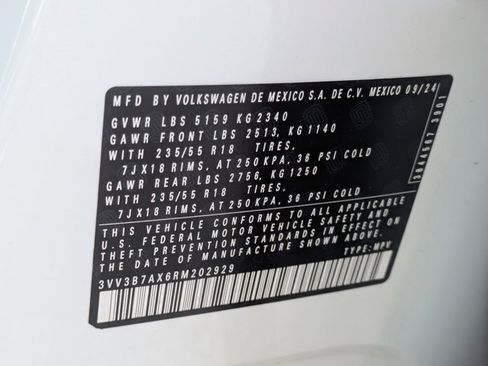 MFD BY VOLKSWAGEN DE MEXICO S.A. DE C.V. MEXICO 09/24
GVWR LBS 5159 KG 2340
GAWR FRONT LBS 2513, KG 1140
WITH 235/55 R18 TIRES,
7JX18 RIMS, AT 250 KPA, 36 PSI COLD
GAWR REAR LBS 2756, KG 1250
WITH 235/55 R18 TIRES,
7JX18 RIMS, AT 250 KPA, 36 PSI COLD
THIS VEHICLE CONFORMS TO ALL APPLICABLE
U.S. FEDERAL MOTOR VEHICLE SAFETY AND
THEFT PREVENTION STANDARDS IN EFFECT ON
THE DATE OF MANUFACTURE SHOWN ABOVE.
3VV3B7AX6RM202929 TYPE: MPV